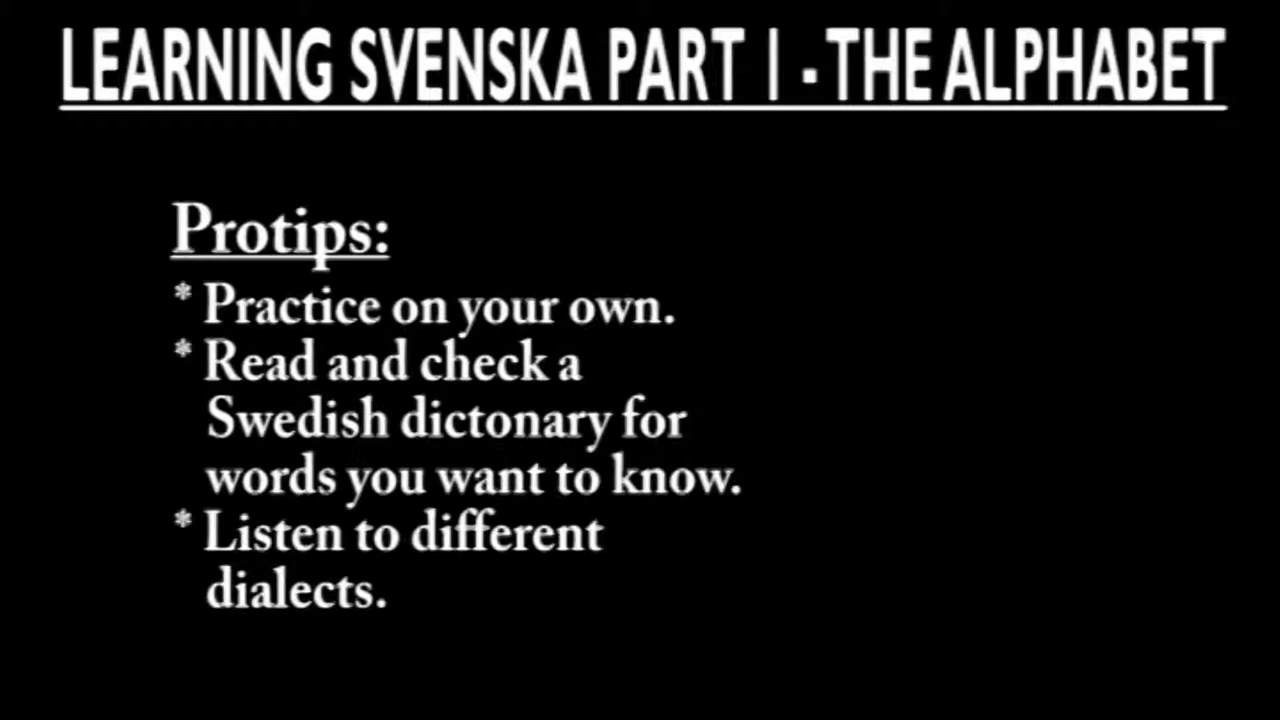 LEARNING SVENSKA PART I - THE ALPHABET
Protips:
* Practice on your own.
* Read and check a
Swedish dictonary for
words you want to know.
* Listen to different
dialects.